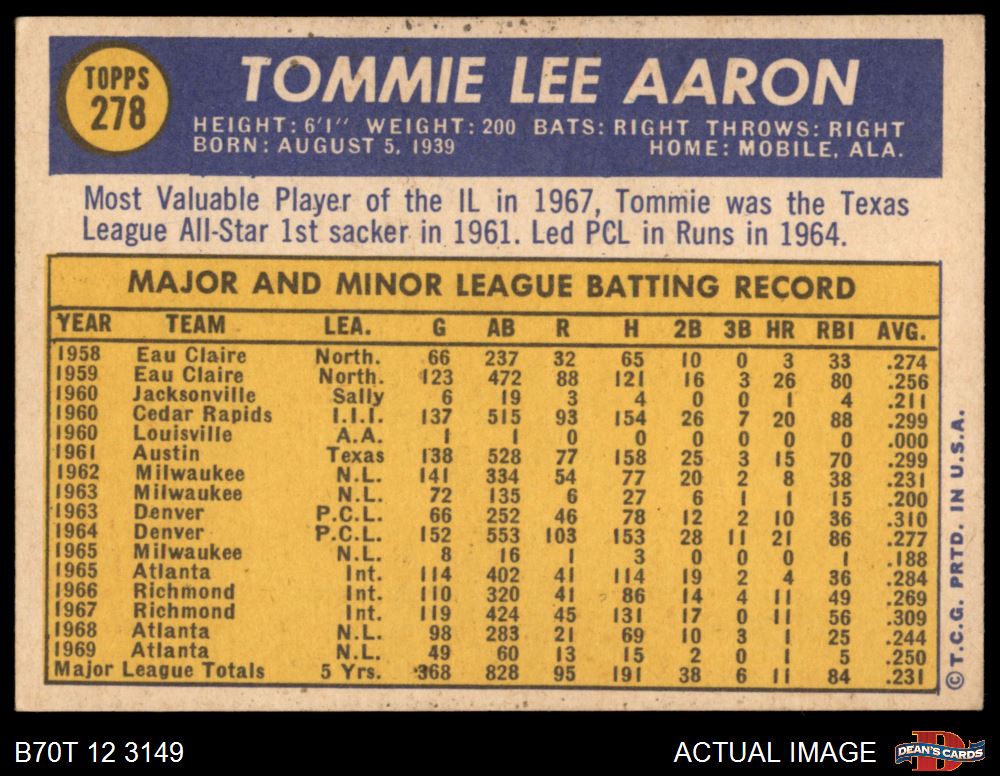 TOPPS
278
TOMMIE LEE AARON
HEIGHT: 6'1" WEIGHT: 200 BATS: RIGHT THROWS: RIGHT
BORN: AUGUST 5, 1939 HOME: MOBILE, ALA.
Most Valuable Player of the IL in 1967, Tommie was the Texas
League All-Star 1st sacker in 1961. Led PCL in Runs in 1964.
MAJOR AND MINOR LEAGUE BATTING RECORD
YEAR TEAM LEA. G AB R H 2B 3B HR RBI AVG.
1958 Eau Claire North. 66 237 32 65 10 0 3 33 .274
1959 Eau Claire North. 123 472 88 121 16 3 26 80 .256
1960 Jacksonville Sally 6 19 3 4 0 0 1 4 .211
1960 Cedar Rapids I.I.I. 137 515 93 154 26 7 20 88 .299
1960 Louisville A.A. 1 1 0 0 0 0 0 0 .000
1961 Austin Texas 138 528 77 158 25 3 15 70 .299
1962 Milwaukee N.L. 141 334 54 77 20 2 8 38 .231
1963 Milwaukee N.L. 72 135 6 27 6 1 1 15 .200
1963 Denver P.C.L. 66 252 46 78 12 2 10 36 .310
1964 Denver P.C.L. 152 553 103 153 28 11 21 86 .277
1965 Milwaukee N.L. 8 16 1 3 0 0 0 1 .188
1965 Atlanta Int. 114 402 41 114 19 2 4 36 .284
1966 Richmond Int. 110 320 41 86 14 4 11 49 .269
1967 Richmond Int. 119 424 45 131 17 0 11 56 .309
1968 Atlanta N.L. 98 283 21 69 10 3 1 25 .244
1969 Atlanta N.L. 49 60 13 15 2 0 1 5 .250
Major League Totals 5 Yrs. 368 828 95 191 38 6 11 84 .231
©T.C.G. PRTD. IN U.S.A.
B70T 12 3149
ACTUAL IMAGE
DEAN'S CARDS